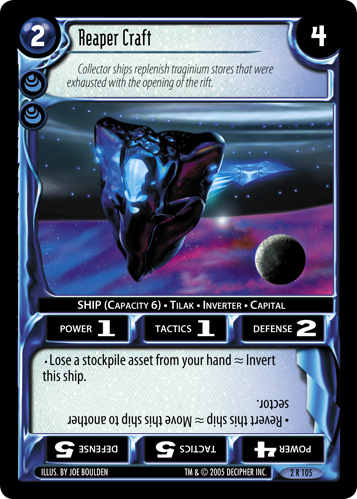 2 Reaper Craft 4
Collector ships replenish traginium stores that were
exhausted with the opening of the rift.
SHIP (CAPACITY 6) • TILAK • INVERTER • CAPITAL
POWER 1 TACTICS 1 DEFENSE 2
• Lose a stockpile asset from your hand ≈ Invert
this ship.
• Revert this ship ≈ Move this ship to another
sector.
POWER 4 TACTICS 5 DEFENSE 5
ILLUS. BY JOE BOULDEN TM & © 2005 DECIPHER INC. 2 R 105